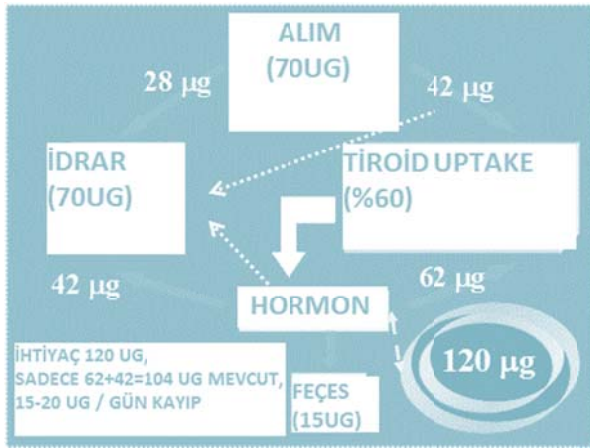 ALIM
(70UG)
28 µg
42 µg
İDRAR
(70UG)
TİROİD UPTAKE
(%60)
42 µg
62 µg
HORMON
120 µg
İHTİYAÇ 120 UG,
SADECE 62+42=104 UG MEVCUT,
15-20 UG / GÜN KAYIP
FEÇES
(15UG)